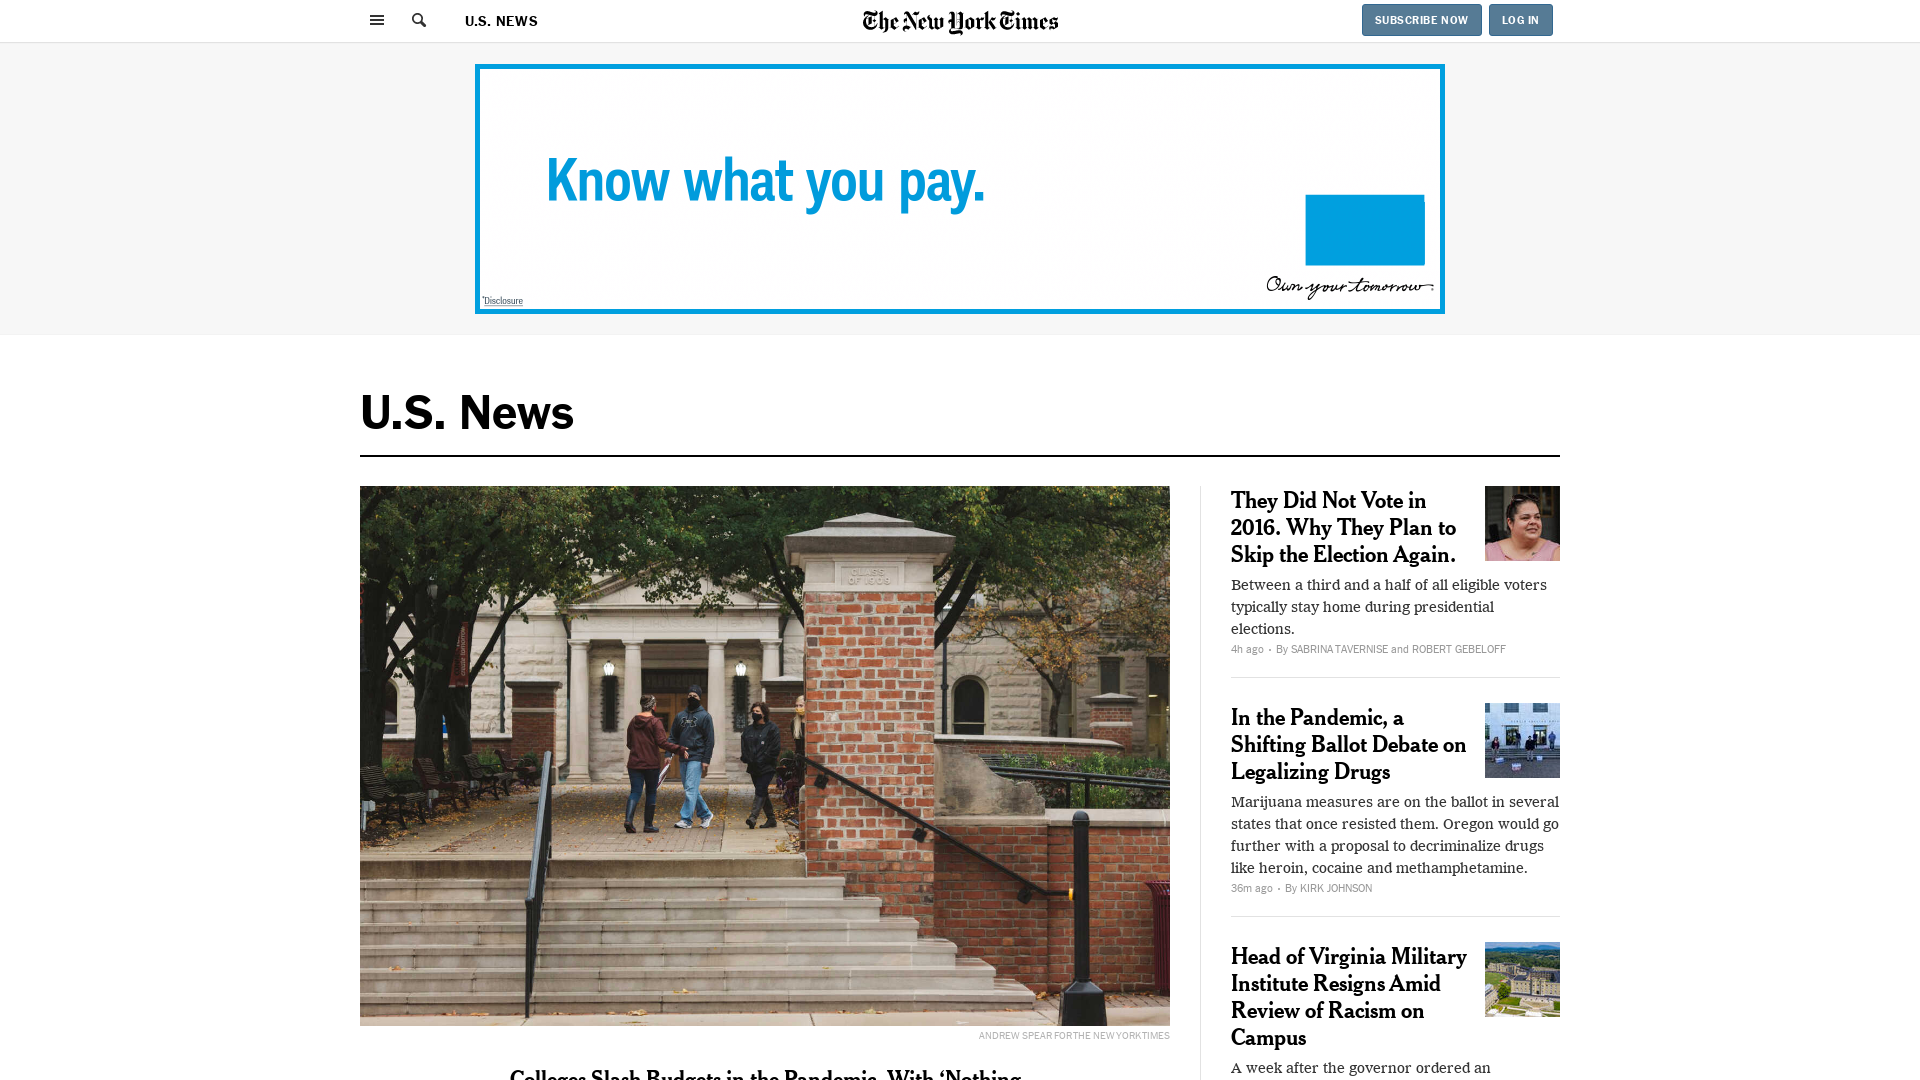 U.S. NEWS
The New York Times
SUBSCRIBE NOW
LOG IN
Know what you pay.
Own your tomorrow.
*Disclosure
U.S. News
CLASS
OF 1909
ANDREW SPEAR FOR THE NEW YORK TIMES
Colleges Slash Budgets in the Pandemic, With ‘Nothing
They Did Not Vote in
2016. Why They Plan to
Skip the Election Again.
Between a third and a half of all eligible voters
typically stay home during presidential
elections.
4h ago · By SABRINA TAVERNISE and ROBERT GEBELOFF
In the Pandemic, a
Shifting Ballot Debate on
Legalizing Drugs
Marijuana measures are on the ballot in several
states that once resisted them. Oregon would go
further with a proposal to decriminalize drugs
like heroin, cocaine and methamphetamine.
36m ago · By KIRK JOHNSON
Head of Virginia Military
Institute Resigns Amid
Review of Racism on
Campus
A week after the governor ordered an